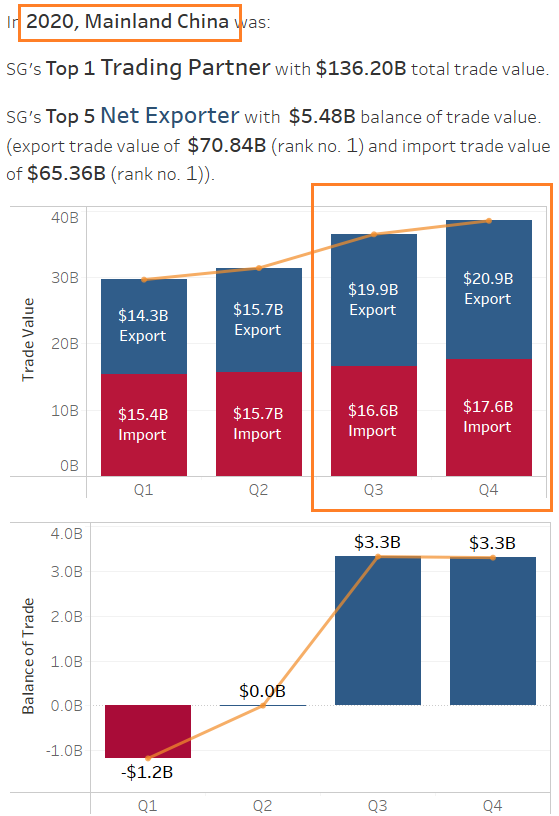 In 2020, Mainland China was:
SG's Top 1 Trading Partner with $136.20B total trade value.
SG's Top 5 Net Exporter with $5.48B balance of trade value.
(export trade value of $70.84B (rank no. 1) and import trade value
of $65.36B (rank no. 1)).
40B
30B
20B
10B
0B
Trade Value
$14.3B
Export
$15.4B
Import
$15.7B
Export
$15.7B
Import
$19.9B
Export
$16.6B
Import
$20.9B
Export
$17.6B
Import
Q1
Q2
Q3
Q4
4.0B
3.0B
2.0B
1.0B
0.0B
-1.0B
Balance of Trade
-$1.2B
$0.0B
$3.3B
$3.3B
Q1
Q2
Q3
Q4